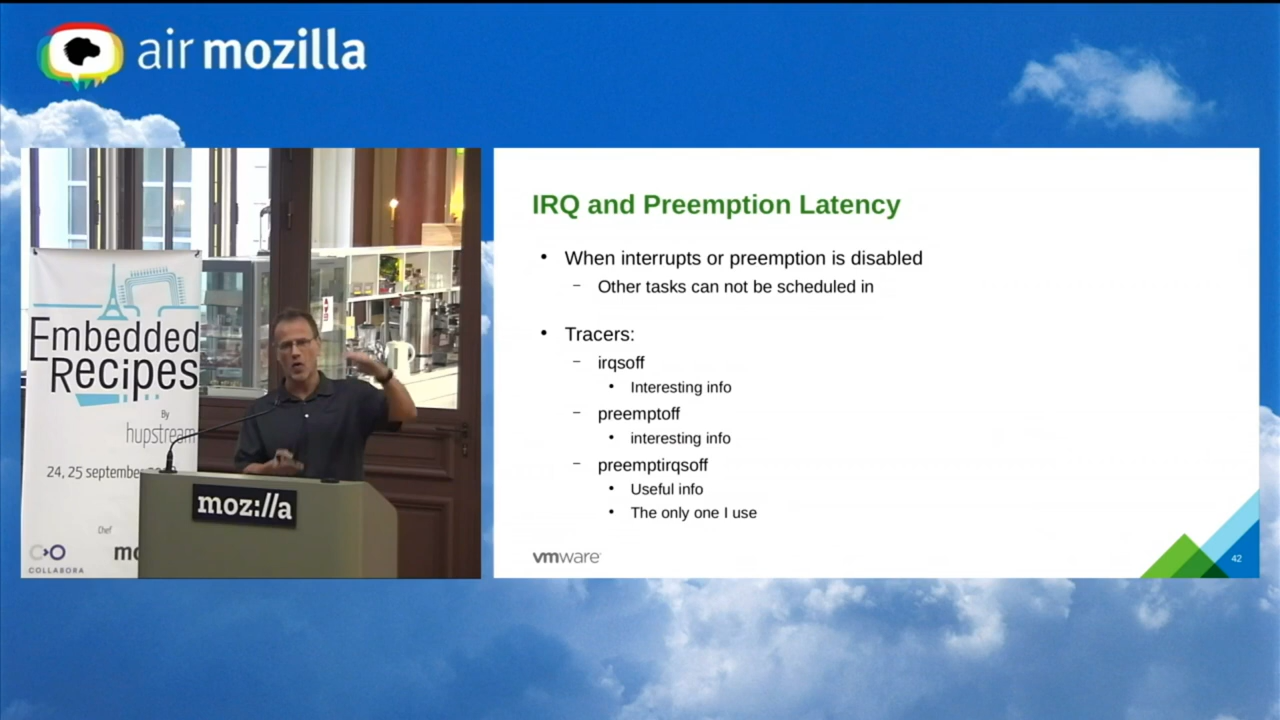 air mozilla
Embedded
Recipes
By
hupstream
24, 25 september
Chef
COLLABORA
moz://a
IRQ and Preemption Latency
• When interrupts or preemption is disabled
– Other tasks can not be scheduled in
• Tracers:
– irqsoff
• Interesting info
– preemptoff
• interesting info
– preemptirqsoff
• Useful info
• The only one I use
vmware
42